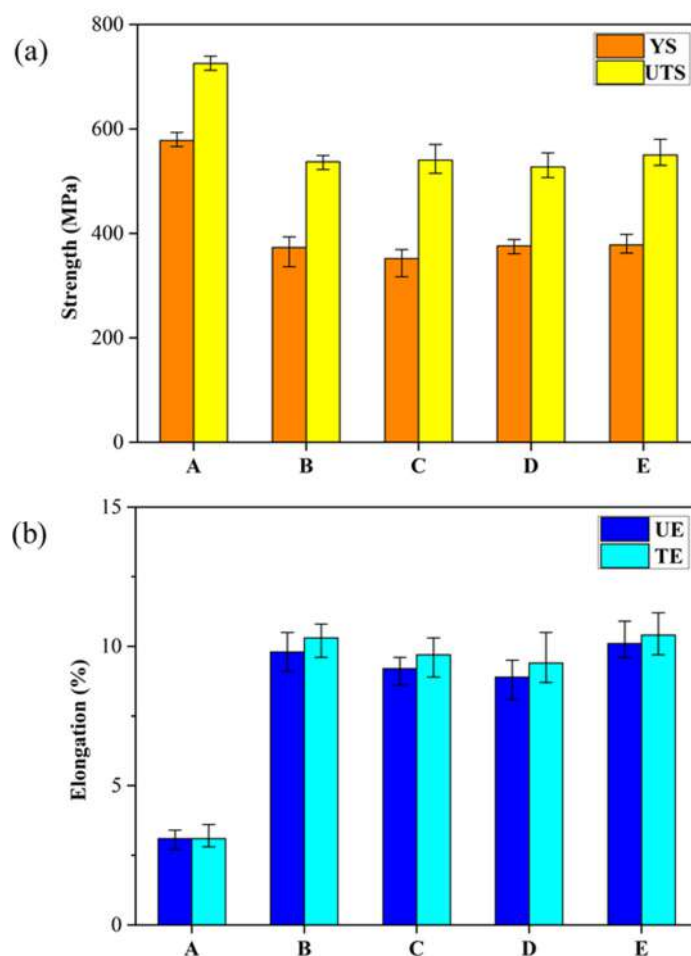 (a)
YS
UTS
Strength (MPa)
800
600
400
200
0
A B C D E
(b)
UE
TE
Elongation (%)
15
10
5
0
A B C D E